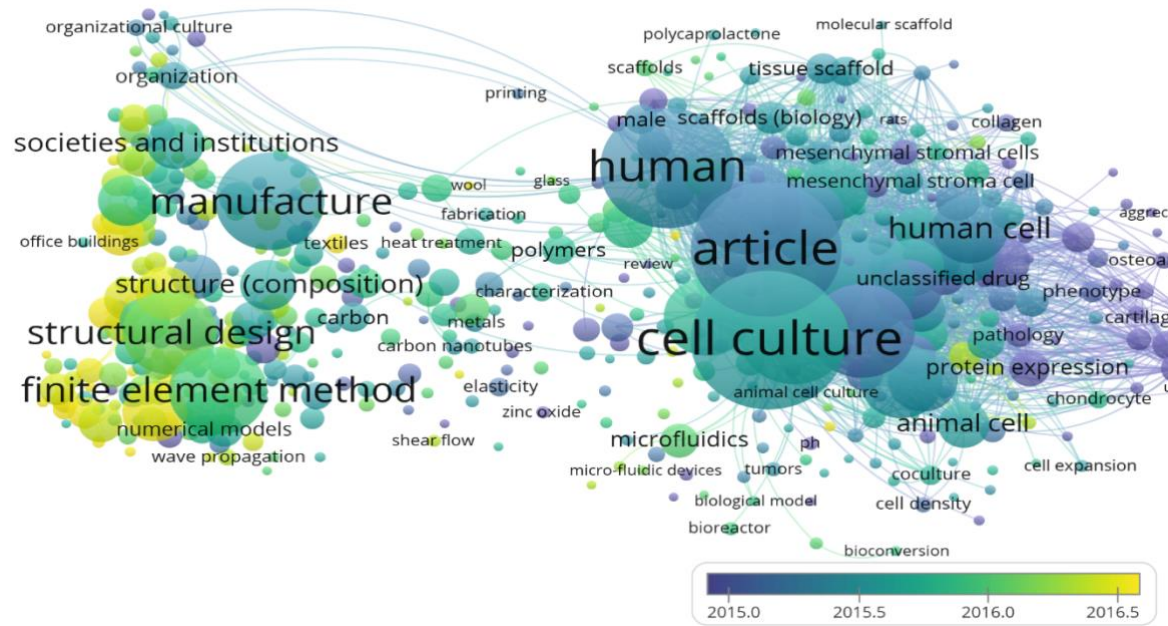 organizational culture
organization
societies and institutions
manufacture
office buildings
textiles
structure (composition)
structural design
carbon
finite element method
numerical models
wave propagation
printing
wool
glass
fabrication
heat treatment
polymers
characterization
metals
carbon nanotubes
elasticity
zinc oxide
shear flow
polycaprolactone
molecular scaffold
scaffolds
tissue scaffold
male
scaffolds (biology)
rats
collagen
human
mesenchymal stromal cells
mesenchymal stroma cell
article
human cell
review
unclassified drug
phenotype
cell culture
pathology
protein expression
animal cell culture
chondrocyte
animal cell
microfluidics
ph
micro-fluidic devices
tumors
coculture
cell expansion
biological model
cell density
bioreactor
bioconversion
2015.0
2015.5
2016.0
2016.5